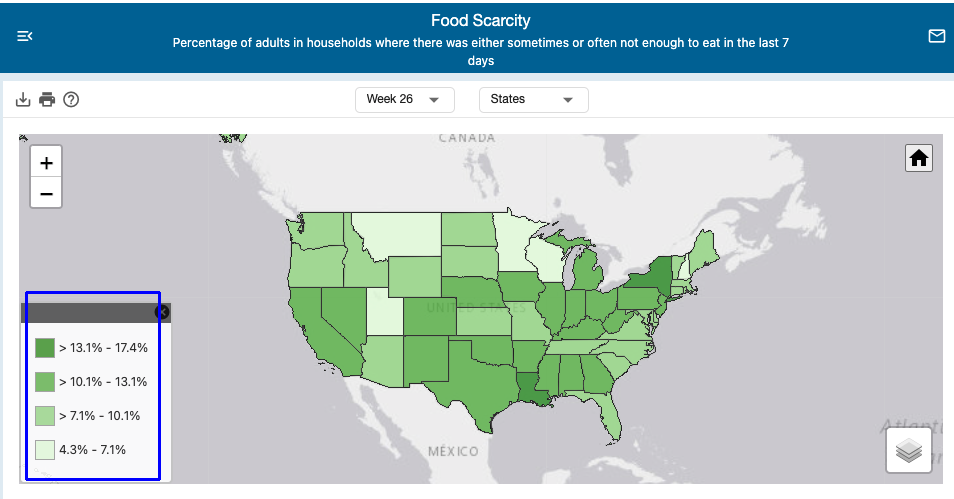 Food Scarcity
Percentage of adults in households where there was either sometimes or often not enough to eat in the last 7
days
Week 26
States
CANADA
+
−
UNITED STATES
> 13.1% - 17.4%
> 10.1% - 13.1%
> 7.1% - 10.1%
4.3% - 7.1%
MÉXICO